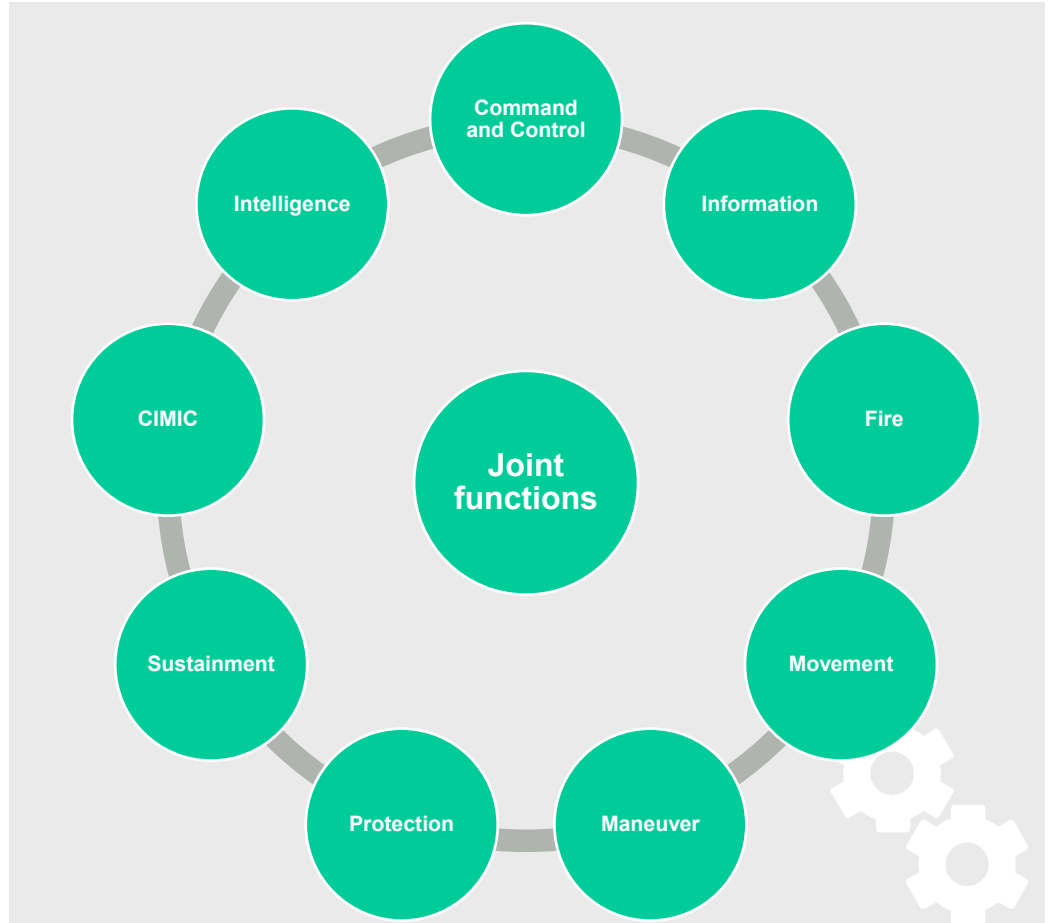 Command
and Control
Information
Fire
Movement
Maneuver
Protection
Sustainment
CIMIC
Intelligence
Joint
functions